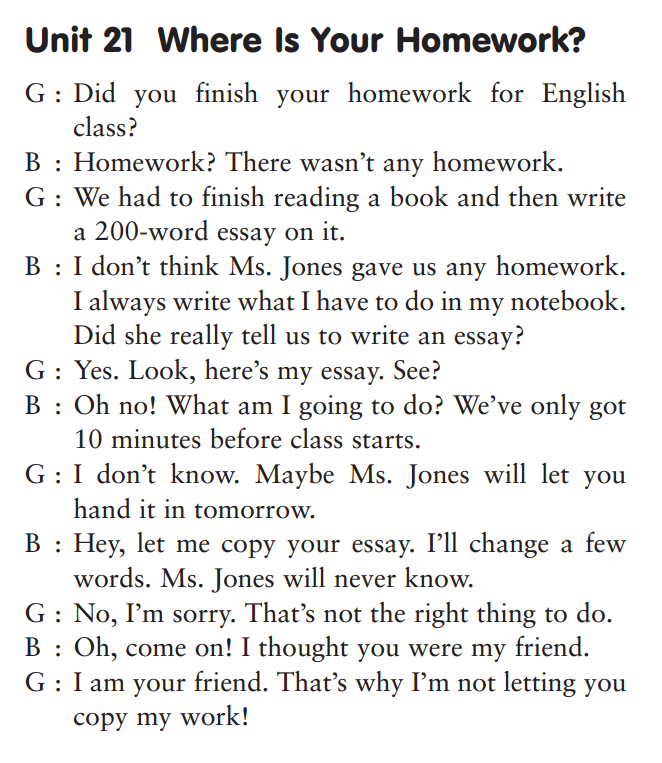 Unit 21 Where Is Your Homework?
G : Did you finish your homework for English
class?
B : Homework? There wasn't any homework.
G : We had to finish reading a book and then write
a 200-word essay on it.
B : I don't think Ms. Jones gave us any homework.
I always write what I have to do in my notebook.
Did she really tell us to write an essay?
G : Yes. Look, here's my essay. See?
B : Oh no! What am I going to do? We've only got
10 minutes before class starts.
G : I don't know. Maybe Ms. Jones will let you
hand it in tomorrow.
B : Hey, let me copy your essay. I'll change a few
words. Ms. Jones will never know.
G : No, I'm sorry. That's not the right thing to do.
B : Oh, come on! I thought you were my friend.
G : I am your friend. That's why I'm not letting you
copy my work!